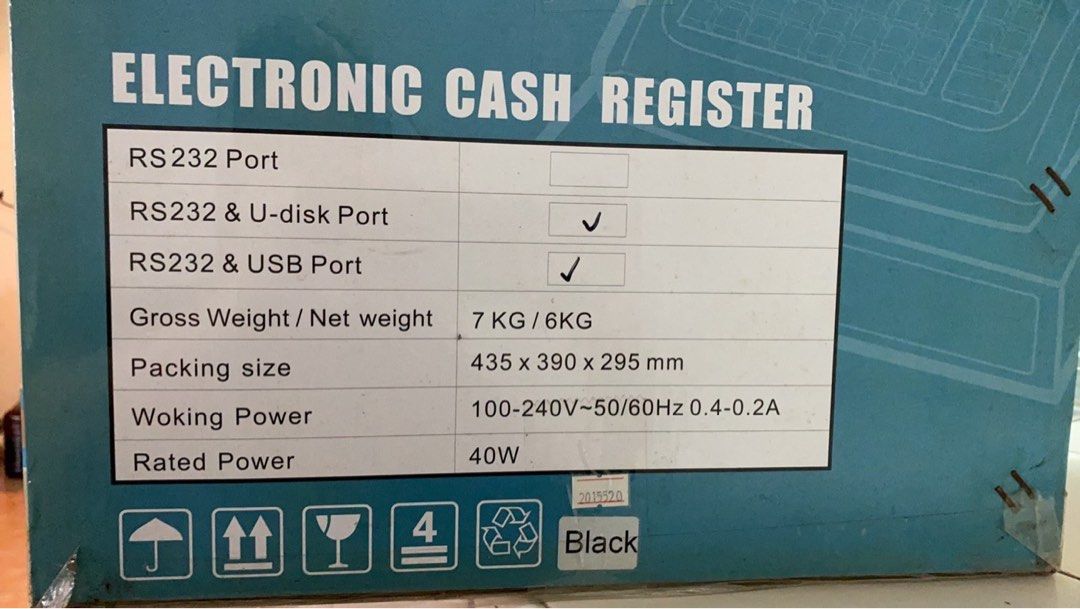 ELECTRONIC CASH REGISTER
RS232 Port
RS232 & U-disk Port ✓
RS232 & USB Port ✓
Gross Weight / Net weight 7 KG / 6KG
Packing size 435 x 390 x 295 mm
Woking Power 100-240V~50/60Hz 0.4-0.2A
Rated Power 40W
2015520
4
Black